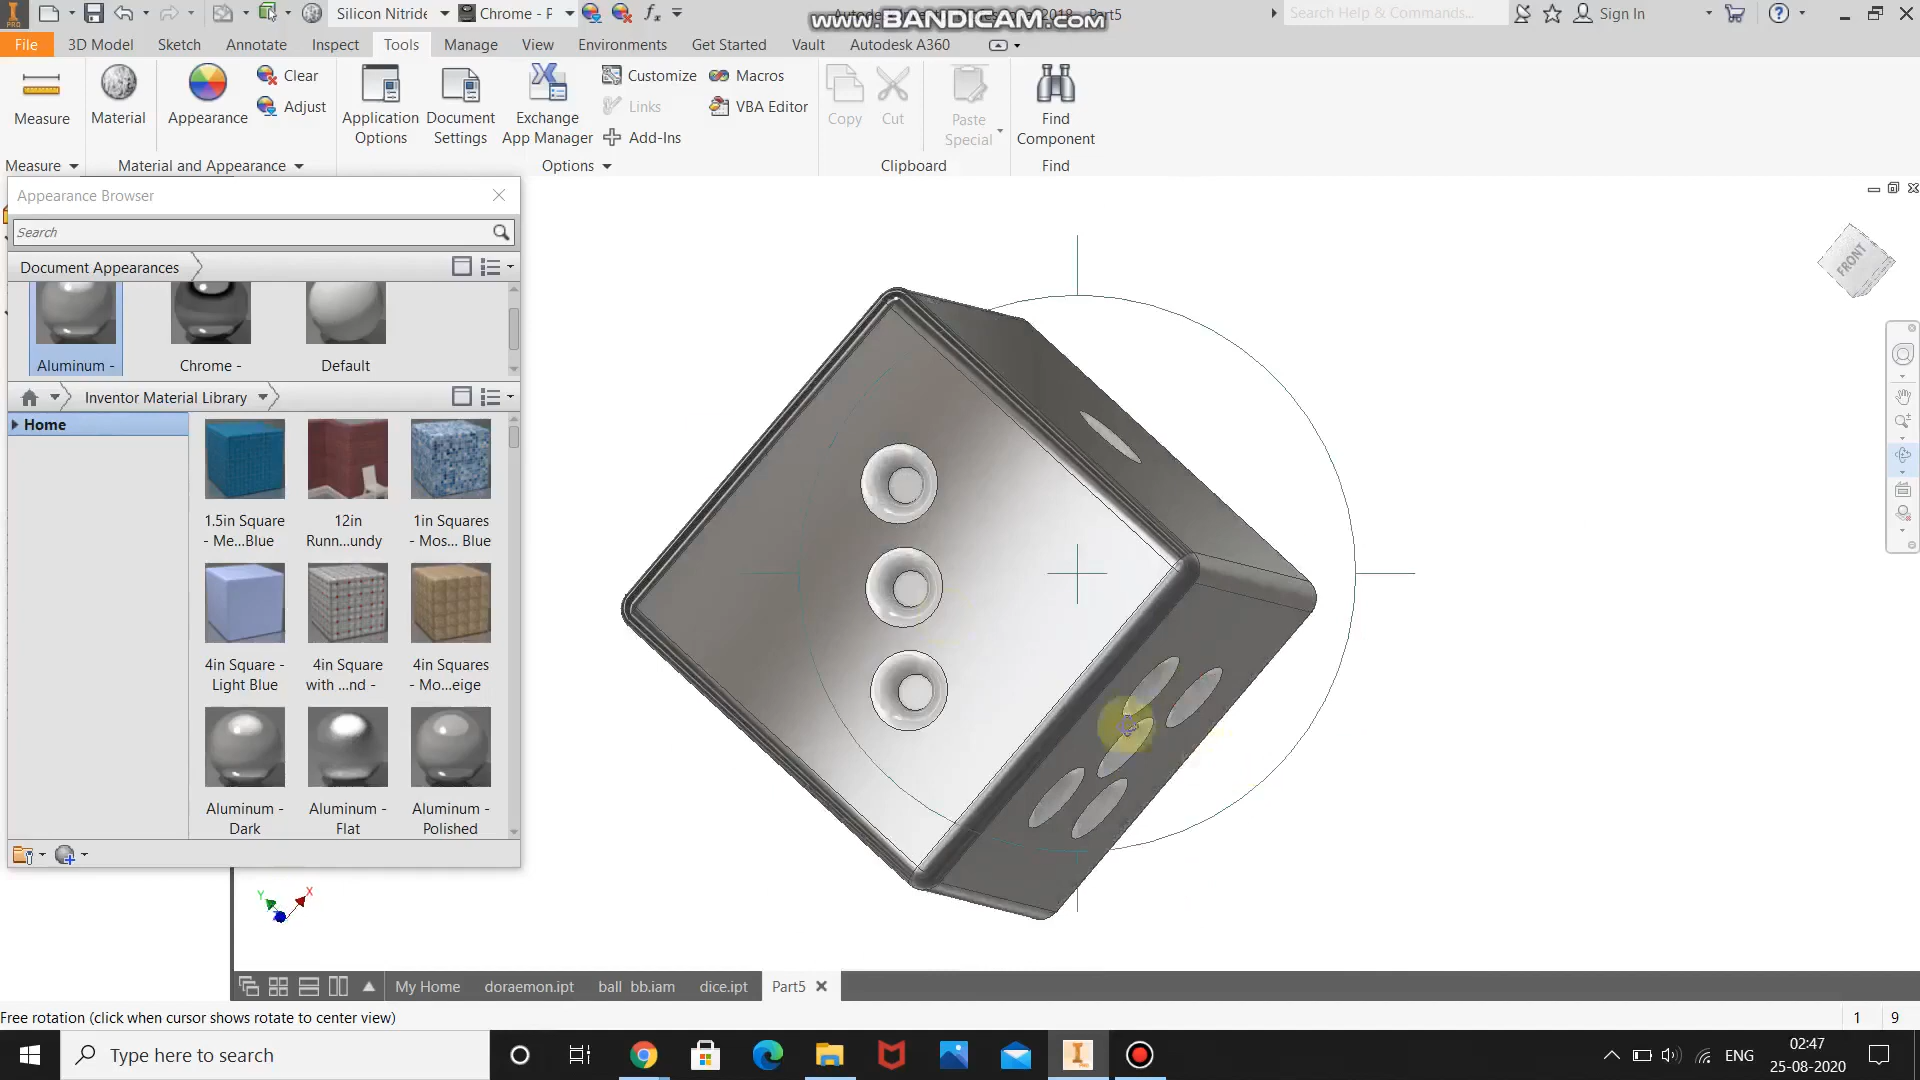 Silicon Nitride
Chrome - P
www.BANDICAM.com
2018
Part5
Search Help & Commands...
Sign In
File
3D Model
Sketch
Annotate
Inspect
Tools
Manage
View
Environments
Get Started
Vault
Autodesk A360
Measure
Material
Appearance
Clear
Adjust
Application
Options
Document
Settings
Exchange
App Manager
Customize
Links
Add-Ins
Macros
VBA Editor
Copy
Cut
Paste
Special
Find
Component
Measure
Material and Appearance
Options
Clipboard
Find
Appearance Browser
Search
Document Appearances
Aluminum -
Chrome -
Default
Inventor Material Library
Home
1.5in Square
- Me...Blue
12in
Runn...undy
1in Squares
- Mos... Blue
4in Square -
Light Blue
4in Square
with ...nd -
4in Squares
- Mo...eige
Aluminum -
Dark
Aluminum -
Flat
Aluminum -
Polished
FRONT
Y
X
My Home
doraemon.ipt
ball bb.iam
dice.ipt
Part5
Free rotation (click when cursor shows rotate to center view)
1
9
Type here to search
ENG
02:47
25-08-2020